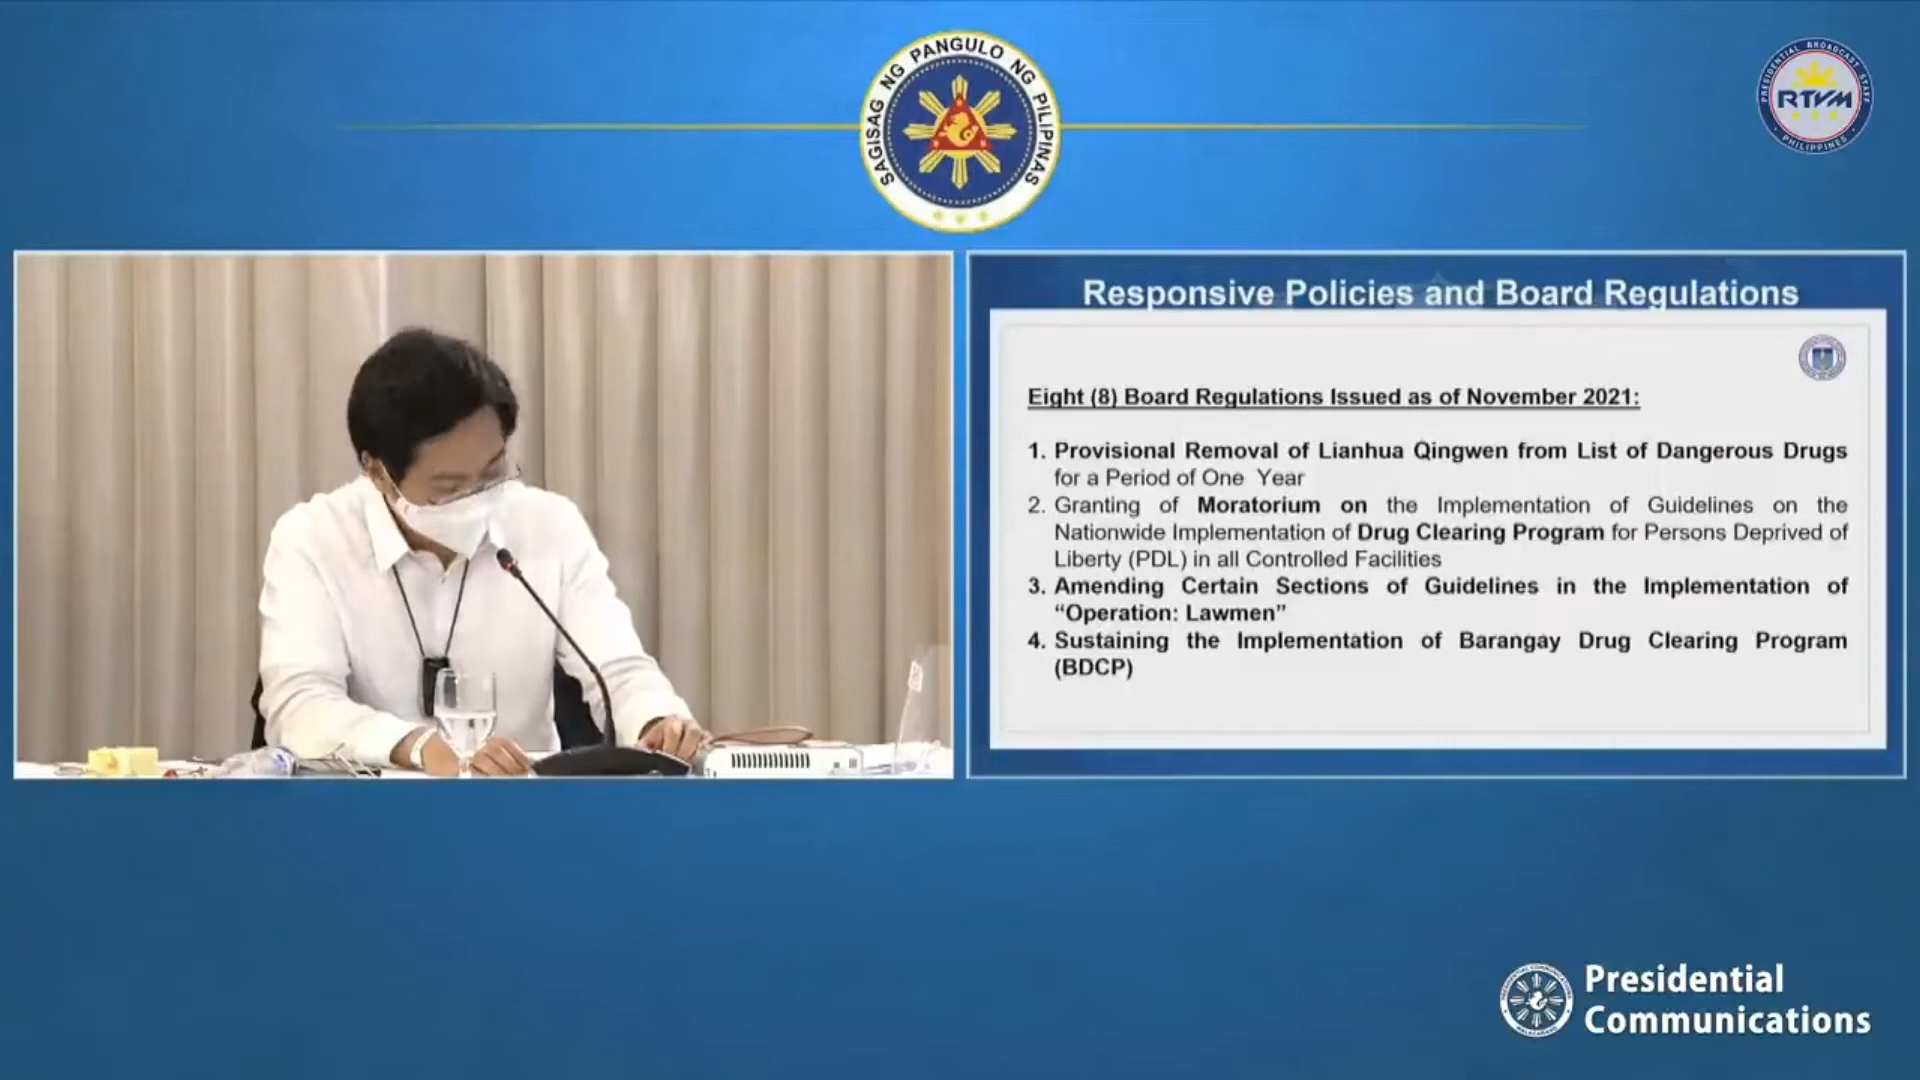 SAGISAG NG PANGULO NG PILIPINAS
PRESIDENTIAL BROADCAST STAFF
RTVM
PHILIPPINES
Responsive Policies and Board Regulations
Eight (8) Board Regulations Issued as of November 2021:
1. Provisional Removal of Lianhua Qingwen from List of Dangerous Drugs
for a Period of One Year
2. Granting of Moratorium on the Implementation of Guidelines on the
Nationwide Implementation of Drug Clearing Program for Persons Deprived of
Liberty (PDL) in all Controlled Facilities
3. Amending Certain Sections of Guidelines in the Implementation of
“Operation: Lawmen”
4. Sustaining the Implementation of Barangay Drug Clearing Program
(BDCP)
Presidential
Communications